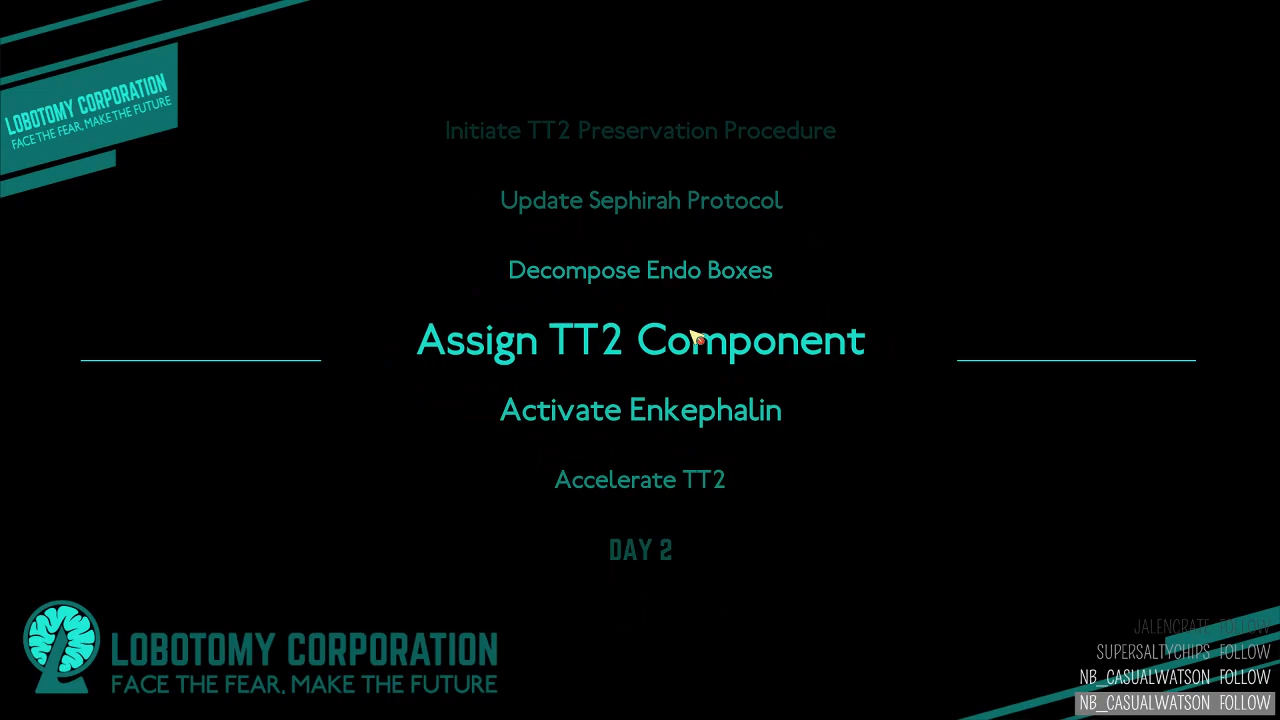 LOBOTOMY CORPORATION
FACE THE FEAR, MAKE THE FUTURE
Initiate TT2 Preservation Procedure
Update Sephirah Protocol
Decompose Endo Boxes
Assign TT2 Component
Activate Enkephalin
Accelerate TT2
DAY 2
LOBOTOMY CORPORATION
FACE THE FEAR, MAKE THE FUTURE
JALENCRATE FOLLOW
SUPERSALTYCHIPS FOLLOW
NB_CASUALWATSON FOLLOW
NB_CASUALWATSON FOLLOW